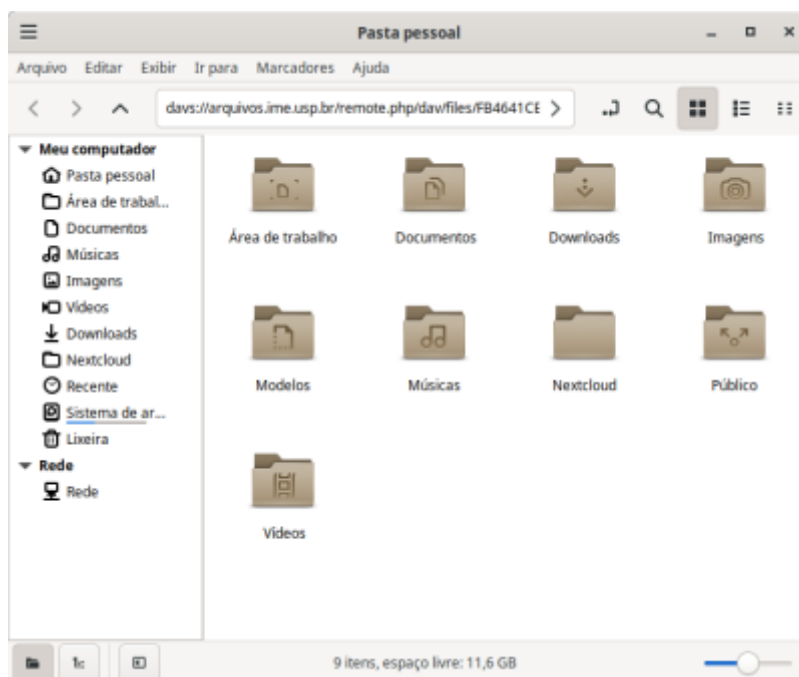 Pasta pessoal
Arquivo Editar Exibir Ir para Marcadores Ajuda
davs://arquivos.ime.usp.br/remote.php/dav/files/FB4641CE
Meu computador
Pasta pessoal
Área de trabal...
Documentos
Músicas
Imagens
Vídeos
Downloads
Nextcloud
Recente
Sistema de ar...
Lixeira
Rede
Rede
Área de trabalho Documentos Downloads Imagens
Modelos Músicas Nextcloud Público
Vídeos
9 itens, espaço livre: 11,6 GB